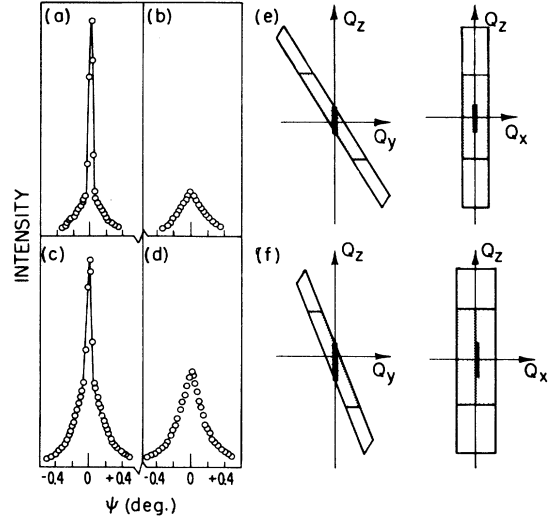 (a)
(b)
(c)
(d)
INTENSITY
-0.4 0 +0.4 -0.4 0 +0.4
ψ (deg.)
(e)
Qz
Qy
Qz
Qx
(f)
Qz
Qy
Qz
Qx